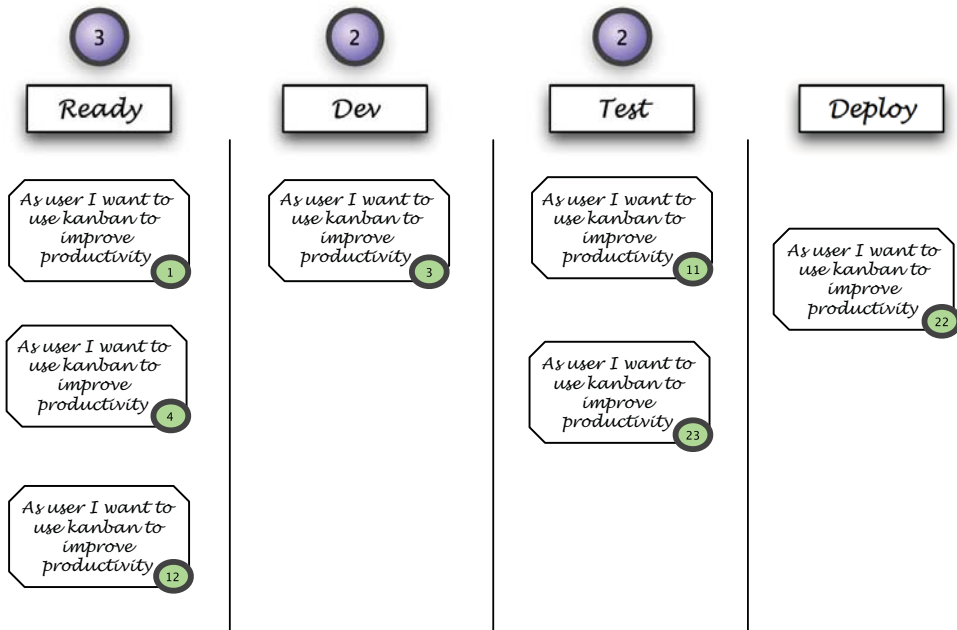 3
2
2
Ready
Dev
Test
Deploy
As user I want to
use kanban to
improve
productivity
1
As user I want to
use kanban to
improve
productivity
4
As user I want to
use kanban to
improve
productivity
12
As user I want to
use kanban to
improve
productivity
3
As user I want to
use kanban to
improve
productivity
11
As user I want to
use kanban to
improve
productivity
23
As user I want to
use kanban to
improve
productivity
22